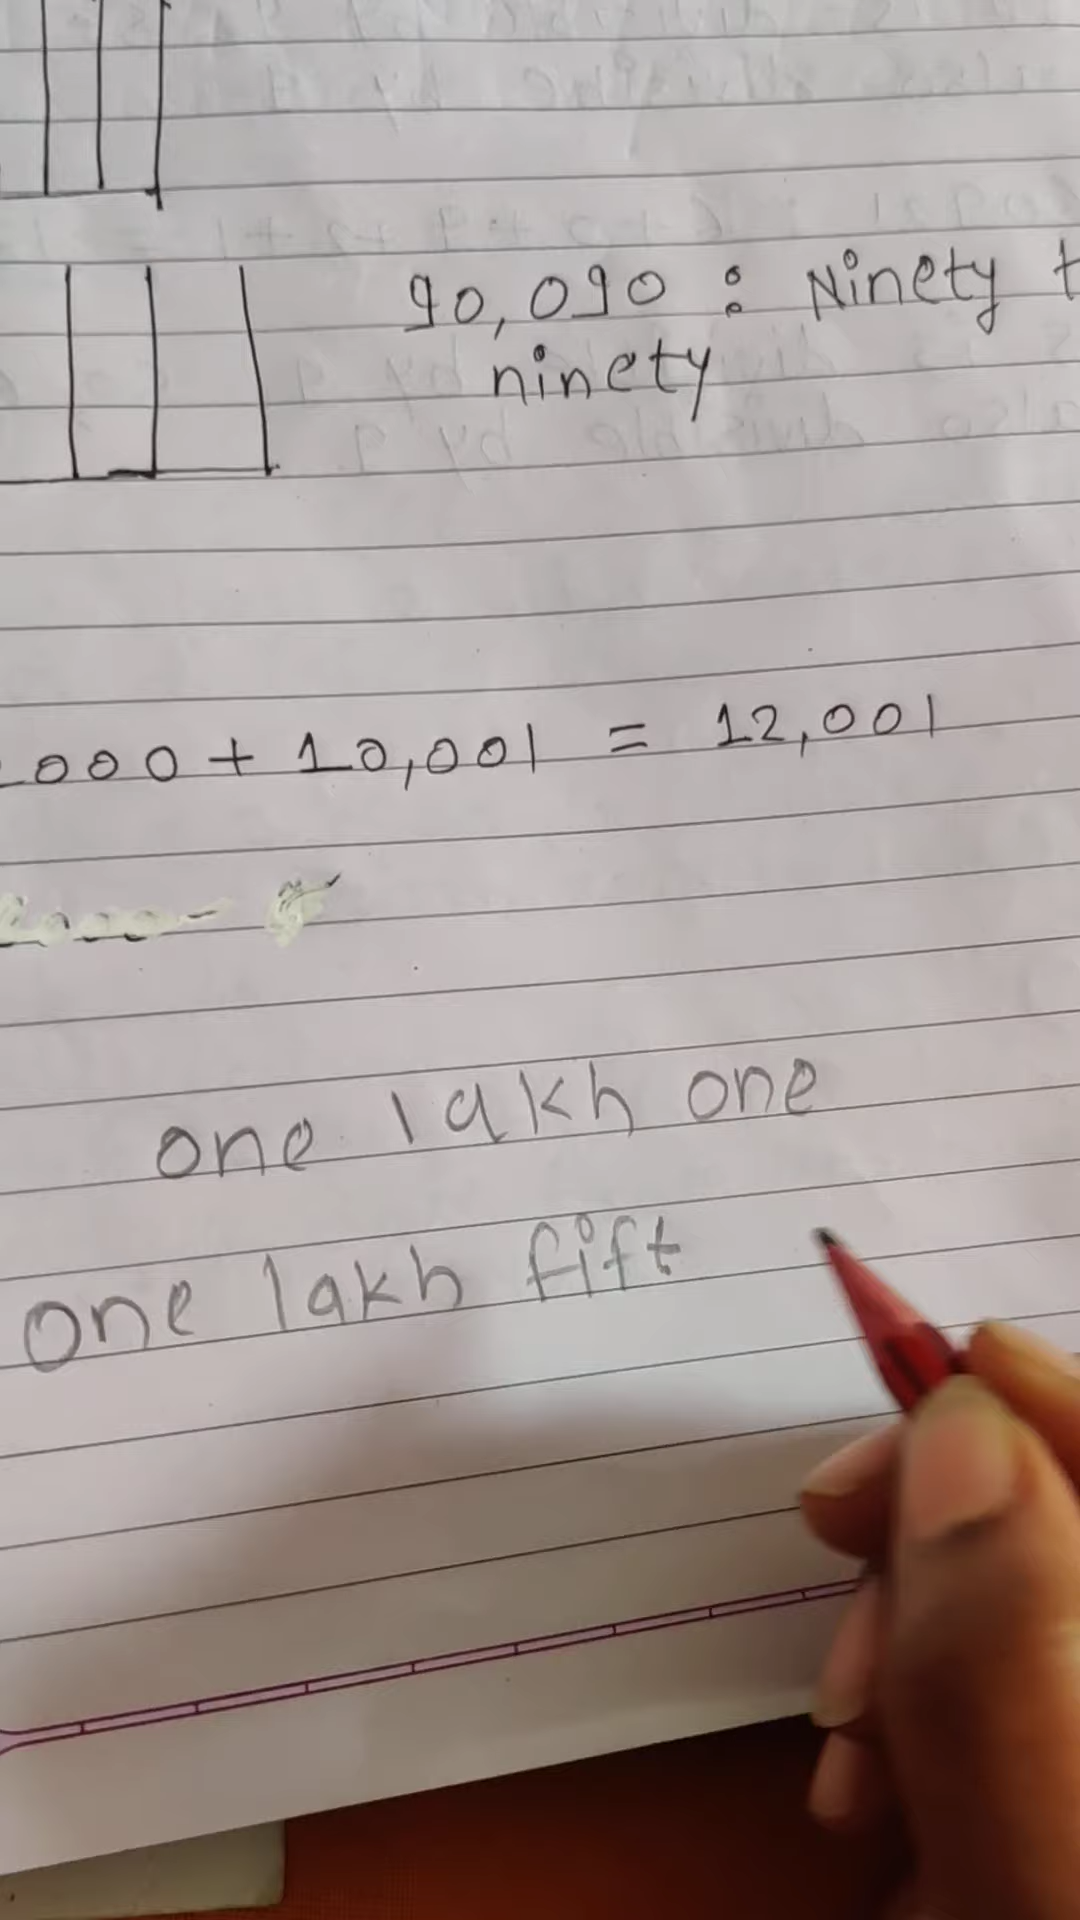 90,090 : Ninety t
ninety
000 + 10,001 = 12,001
one lakh one
one lakh fift